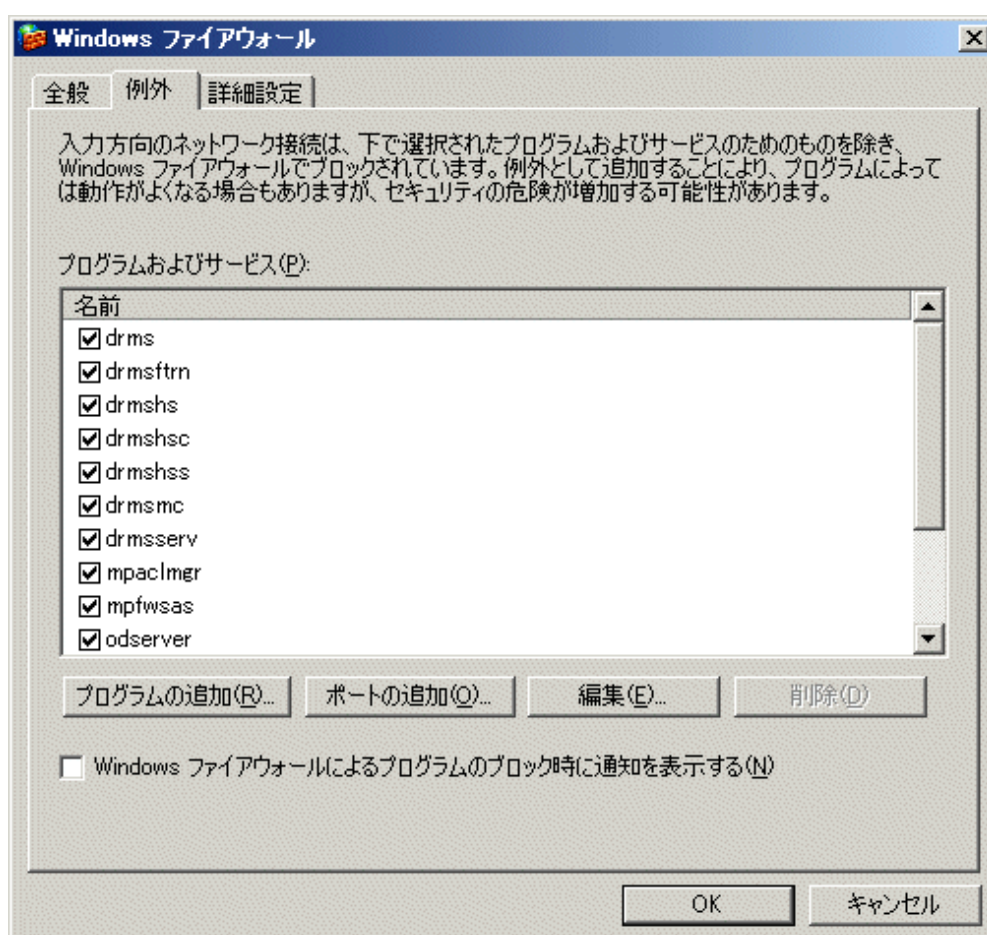 Windows ファイアウォール
全般 例外 詳細設定
入力方向のネットワーク接続は、下で選択されたプログラムおよびサービスのためのものを除き、
Windows ファイアウォールでブロックされています。例外として追加することにより、プログラムによって
は動作がよくなる場合もありますが、セキュリティの危険が増加する可能性があります。
プログラムおよびサービス(P):
名前
drms
drmsftrn
drmshs
drmshsc
drmshss
drmsmc
drmsserv
mpaclmgr
mpfwsas
odserver
プログラムの追加(R)... ポートの追加(O)... 編集(E)... 削除(D)
Windows ファイアウォールによるプログラムのブロック時に通知を表示する(N)
OK キャンセル